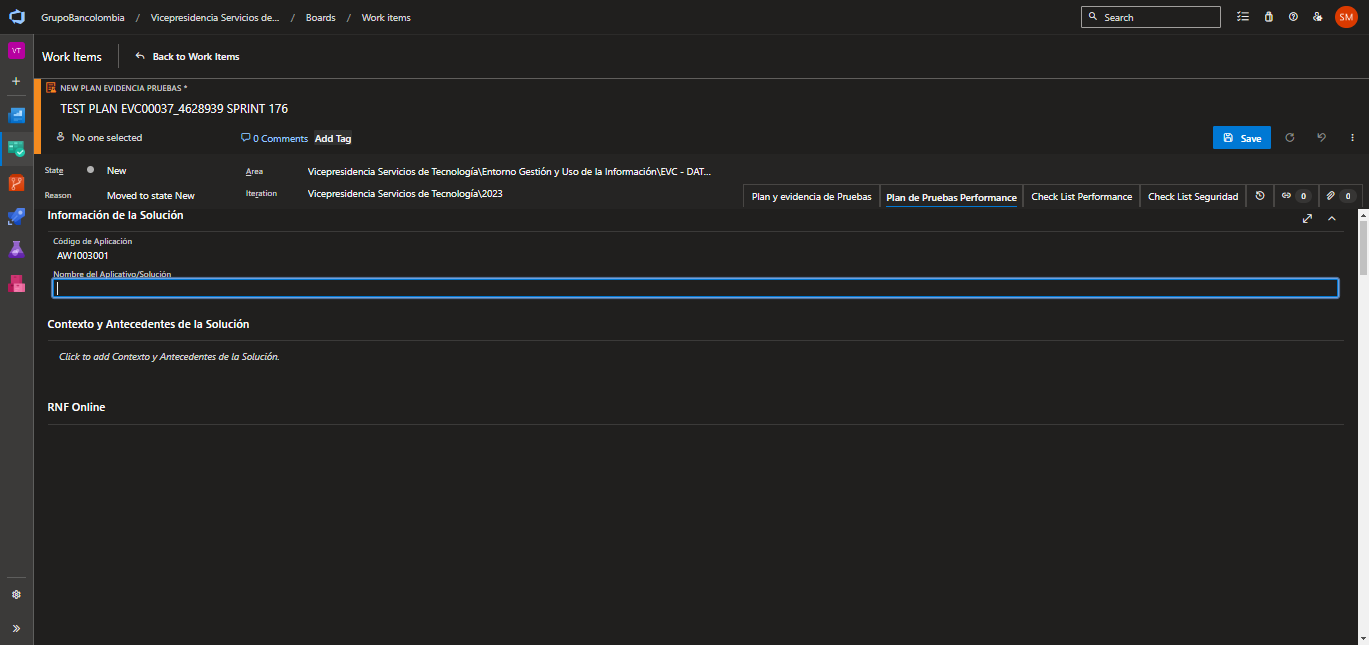 GrupoBancolombia / Vicepresidencia Servicios de... / Boards / Work items
Search
SM
VT
Work Items
Back to Work Items
NEW PLAN EVIDENCIA PRUEBAS *
TEST PLAN EVC00037_4628939 SPRINT 176
No one selected
0 Comments
Add Tag
Save
State
New
Area
Vicepresidencia Servicios de Tecnología\Entorno Gestión y Uso de la Información\EVC - DAT...
Reason
Moved to state New
Iteration
Vicepresidencia Servicios de Tecnología\2023
Plan y evidencia de Pruebas
Plan de Pruebas Performance
Check List Performance
Check List Seguridad
0
0
Información de la Solución
Código de Aplicación
AW1003001
Nombre del Aplicativo/Solución
Contexto y Antecedentes de la Solución
Click to add Contexto y Antecedentes de la Solución.
RNF Online